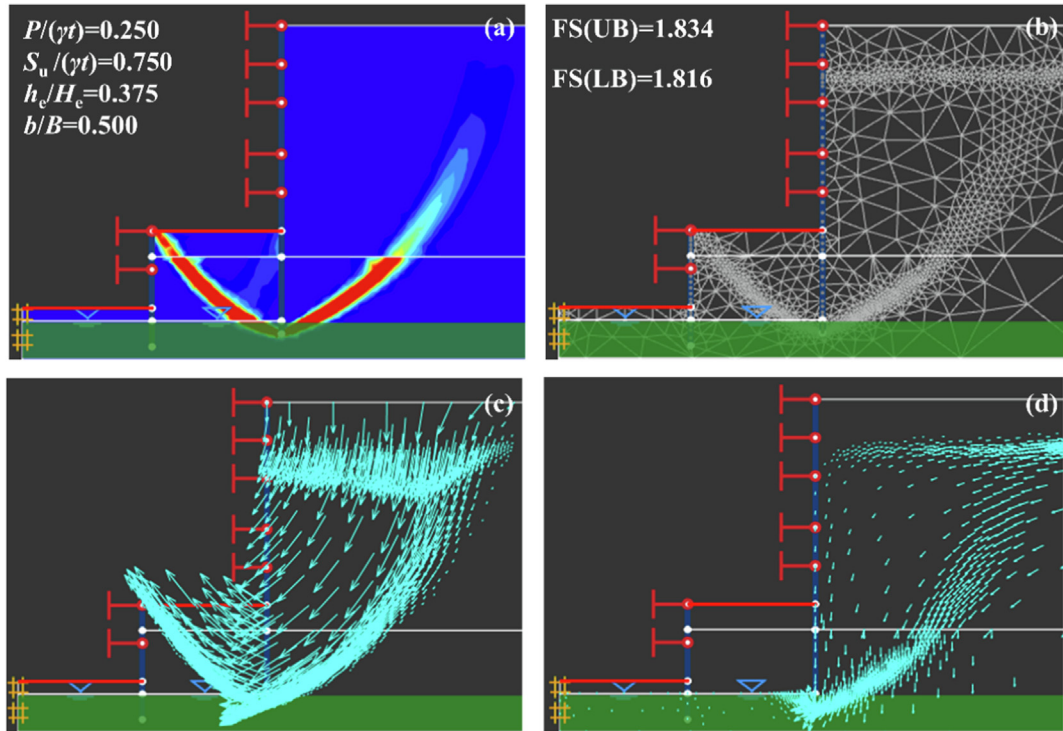 P/(γt)=0.250
S_u/(γt)=0.750
h_e/H_e=0.375
b/B=0.500
(a)
FS(UB)=1.834
FS(LB)=1.816
(b)
(c)
(d)